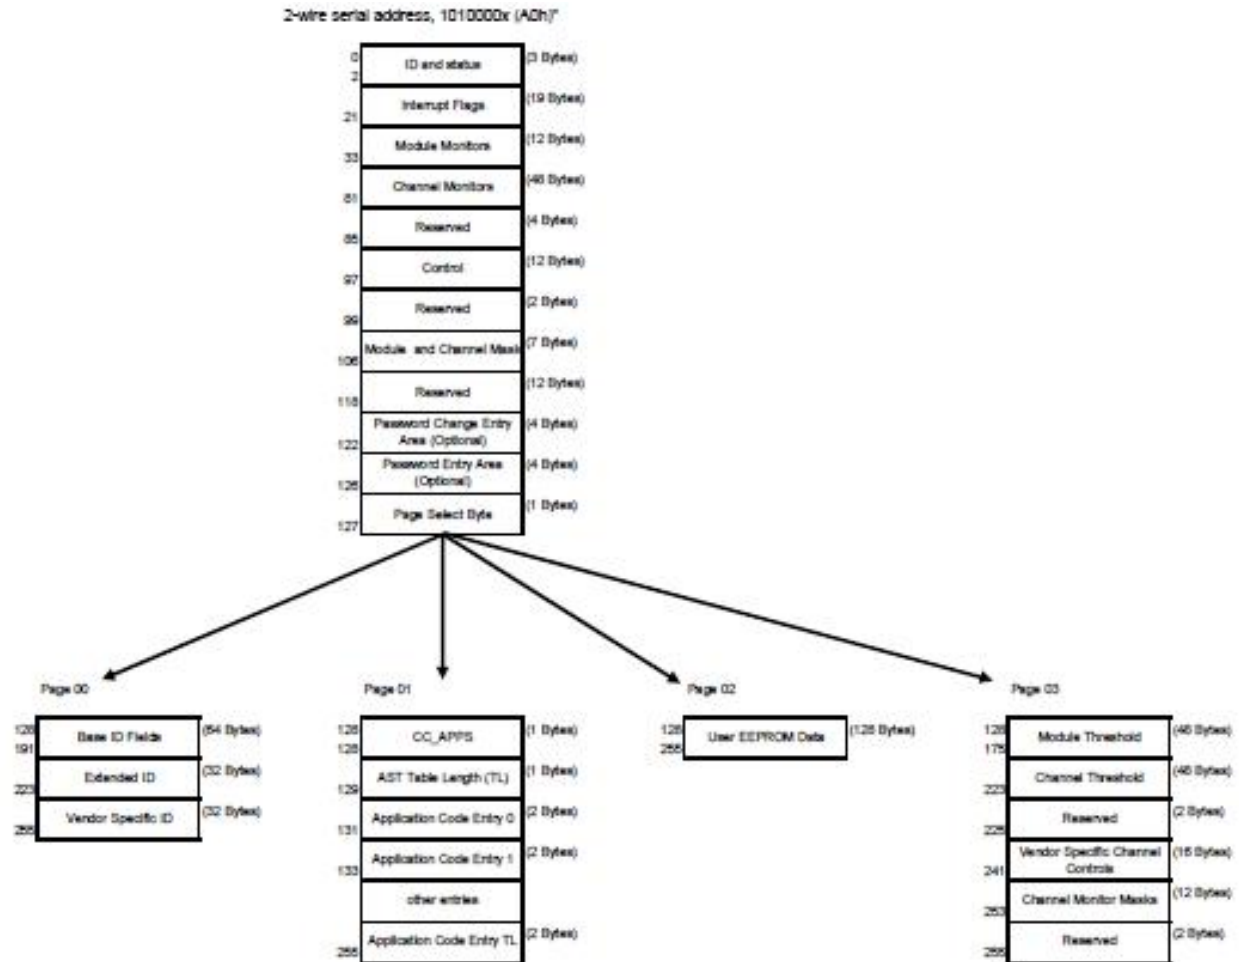 2-wire serial address, 1010000x (A0h)"
0
ID and status
(3 Bytes)
2
Interrupt Flags
(19 Bytes)
21
Module Monitors
(12 Bytes)
33
Channel Monitors
(48 Bytes)
81
Reserved
(4 Bytes)
85
Control
(12 Bytes)
97
Reserved
(2 Bytes)
99
Module and Channel Mask
(7 Bytes)
106
Reserved
(12 Bytes)
118
Password Change Entry
Area (Optional)
(4 Bytes)
122
Password Entry Area
(Optional)
(4 Bytes)
126
Page Select Byte
(1 Bytes)
127
Page 00
128
Base ID Fields
(64 Bytes)
191
Extended ID
(32 Bytes)
223
Vendor Specific ID
(32 Bytes)
255
Page 01
128
CC_APPS
(1 Bytes)
128
AST Table Length (TL)
(1 Bytes)
129
Application Code Entry 0
(2 Bytes)
131
Application Code Entry 1
(2 Bytes)
133
other entries
Application Code Entry TL
(2 Bytes)
255
Page 02
128
User EEPROM Data
(128 Bytes)
255
Page 03
128
Module Threshold
(48 Bytes)
175
Channel Threshold
(48 Bytes)
223
Reserved
(2 Bytes)
225
Vendor Specific Channel
Controls
(16 Bytes)
241
Channel Monitor Masks
(12 Bytes)
253
Reserved
(2 Bytes)
255